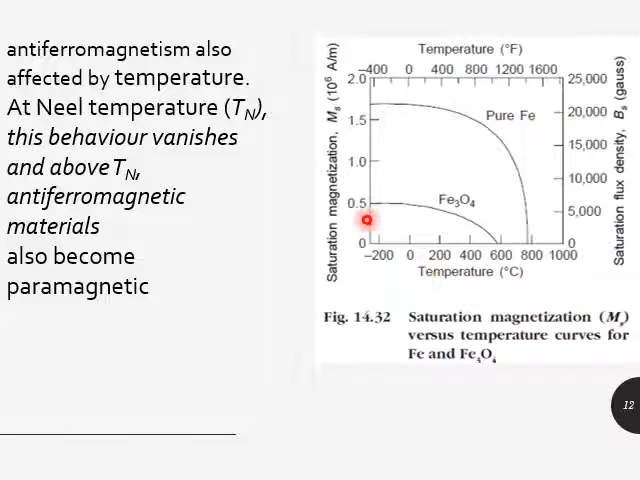 antiferromagnetism also
affected by temperature.
At Neel temperature (TN),
this behaviour vanishes
and above TN,
antiferromagnetic
materials
also become
paramagnetic
Temperature (°F)
–400 0 400 800 1200 1600
Saturation magnetization, Ms (10⁶ A/m)
2.0
1.5
1.0
0.5
0
Pure Fe
Fe3O4
25,000
20,000
15,000
10,000
5,000
0
Saturation flux density, Bs (gauss)
–200 0 200 400 600 800 1000
Temperature (°C)
Fig. 14.32 Saturation magnetization (Ms)
versus temperature curves for
Fe and Fe3O4
12